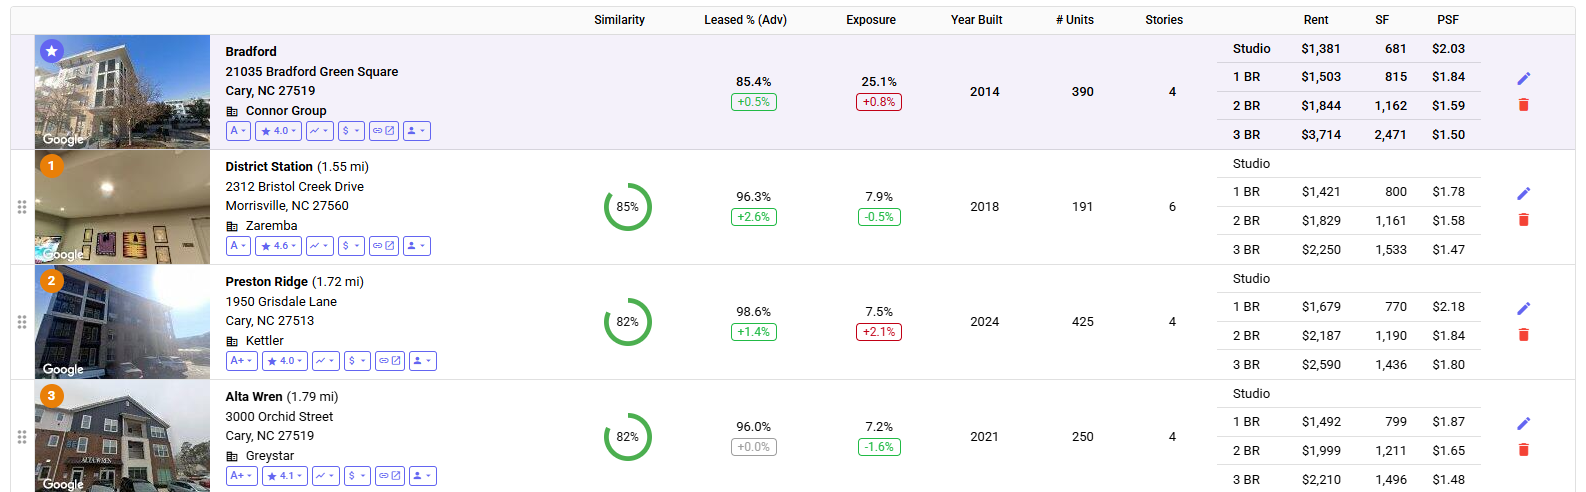 Similarity Leased % (Adv) Exposure Year Built # Units Stories Rent SF PSF
Bradford
21035 Bradford Green Square
Cary, NC 27519
Connor Group
A 4.0 $
Google
85.4% 25.1% 2014 390 4
+0.5% +0.8%
Studio $1,381 681 $2.03
1 BR $1,503 815 $1.84
2 BR $1,844 1,162 $1.59
3 BR $3,714 2,471 $1.50
1
District Station (1.55 mi)
2312 Bristol Creek Drive
Morrisville, NC 27560
Zaremba
A 4.6 $
Google
85% 96.3% 7.9% 2018 191 6
+2.6% -0.5%
Studio
1 BR $1,421 800 $1.78
2 BR $1,829 1,161 $1.58
3 BR $2,250 1,533 $1.47
2
Preston Ridge (1.72 mi)
1950 Grisdale Lane
Cary, NC 27513
Kettler
A+ 4.0 $
Google
82% 98.6% 7.5% 2024 425 4
+1.4% +2.1%
Studio
1 BR $1,679 770 $2.18
2 BR $2,187 1,190 $1.84
3 BR $2,590 1,436 $1.80
3
Alta Wren (1.79 mi)
3000 Orchid Street
Cary, NC 27519
Greystar
A+ 4.1 $
ALTA WREN
Google
82% 96.0% 7.2% 2021 250 4
+0.0% -1.6%
Studio
1 BR $1,492 799 $1.87
2 BR $1,999 1,211 $1.65
3 BR $2,210 1,496 $1.48